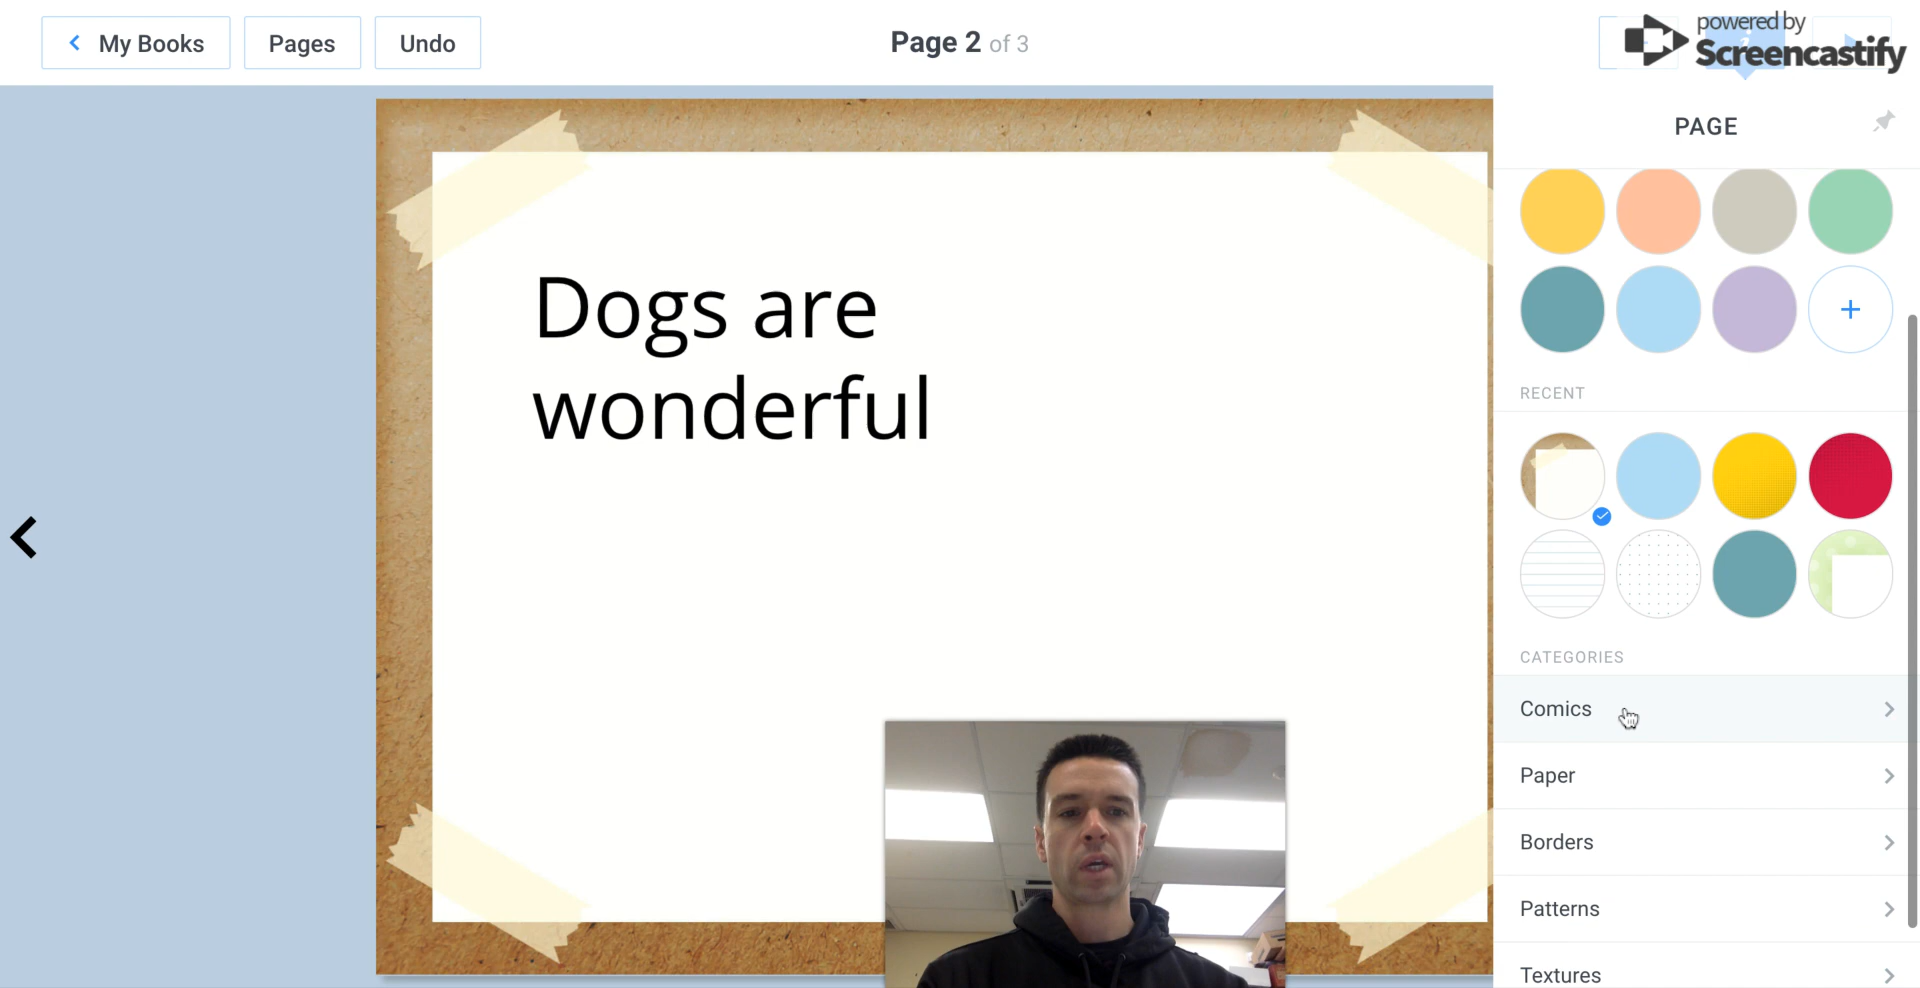 My Books
Pages
Undo
Page 2 of 3
powered by
Screencastify
PAGE
Dogs are
wonderful
RECENT
CATEGORIES
Comics
Paper
Borders
Patterns
Textures